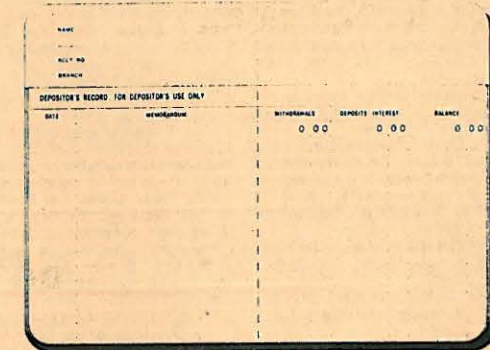 NAME
ACCT NO
BRANCH
DEPOSITOR'S RECORD FOR DEPOSITOR'S USE ONLY
DATE MEMORANDUM WITHDRAWALS DEPOSITS INTEREST BALANCE
0 00 0 00 0 00